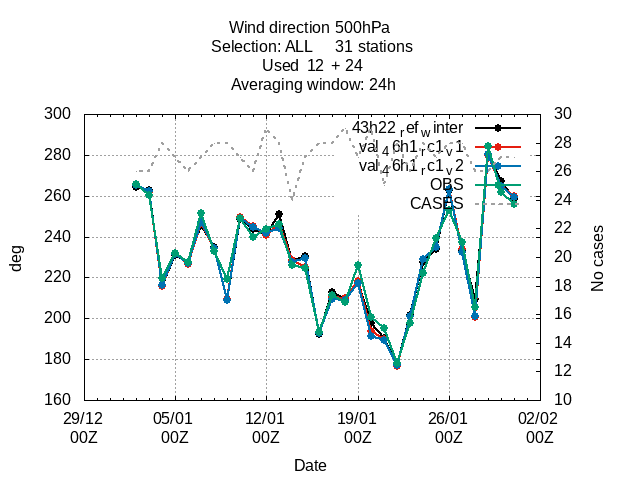 Wind direction 500hPa
Selection: ALL 31 stations
Used 12 + 24
Averaging window: 24h
300 30
280 28
260 26
240 24
220 22
200 20
180 18
160 16
14
12
10
deg
No cases
43h22_ref_winter
val_46h1_rc1_v1
val_46h1_rc1_v2
OBS
CASES
29/12 05/01 12/01 19/01 26/01 02/02
00Z 00Z 00Z 00Z 00Z 00Z
Date